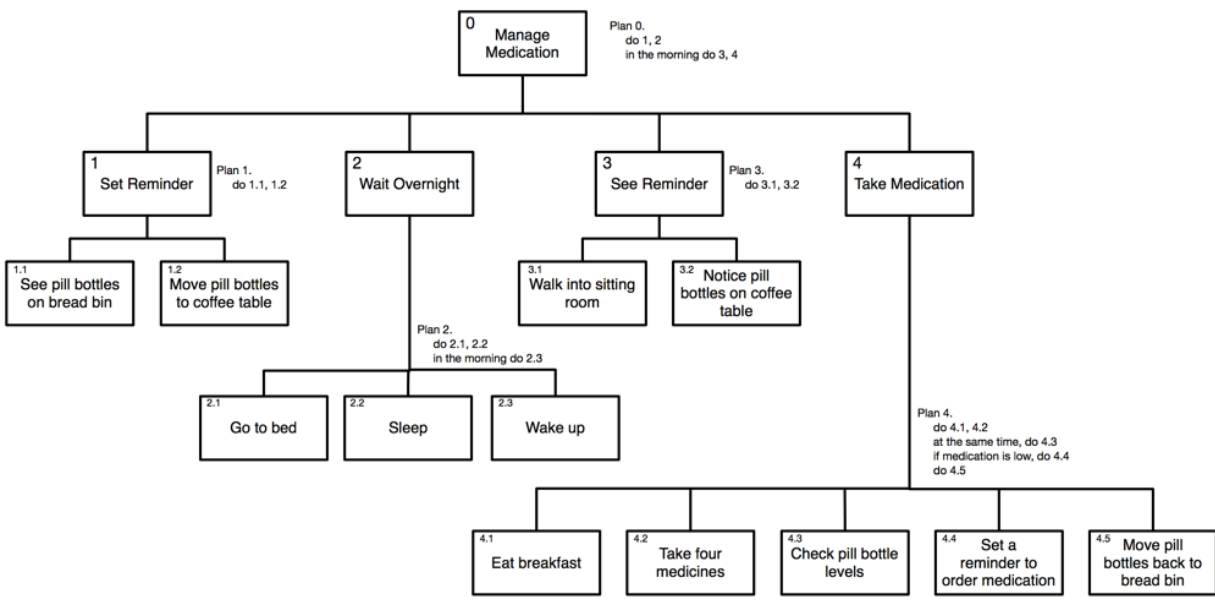 0
Manage
Medication
Plan 0.
do 1, 2
in the morning do 3, 4
1
Set Reminder
Plan 1.
do 1.1, 1.2
2
Wait Overnight
3
See Reminder
Plan 3.
do 3.1, 3.2
4
Take Medication
1.1
See pill bottles
on bread bin
1.2
Move pill bottles
to coffee table
3.1
Walk into sitting
room
3.2
Notice pill
bottles on coffee
table
Plan 2.
do 2.1, 2.2
in the morning do 2.3
2.1
Go to bed
2.2
Sleep
2.3
Wake up
Plan 4.
do 4.1, 4.2
at the same time, do 4.3
if medication is low, do 4.4
do 4.5
4.1
Eat breakfast
4.2
Take four
medicines
4.3
Check pill bottle
levels
4.4
Set a
reminder to
order medication
4.5
Move pill
bottles back to
bread bin